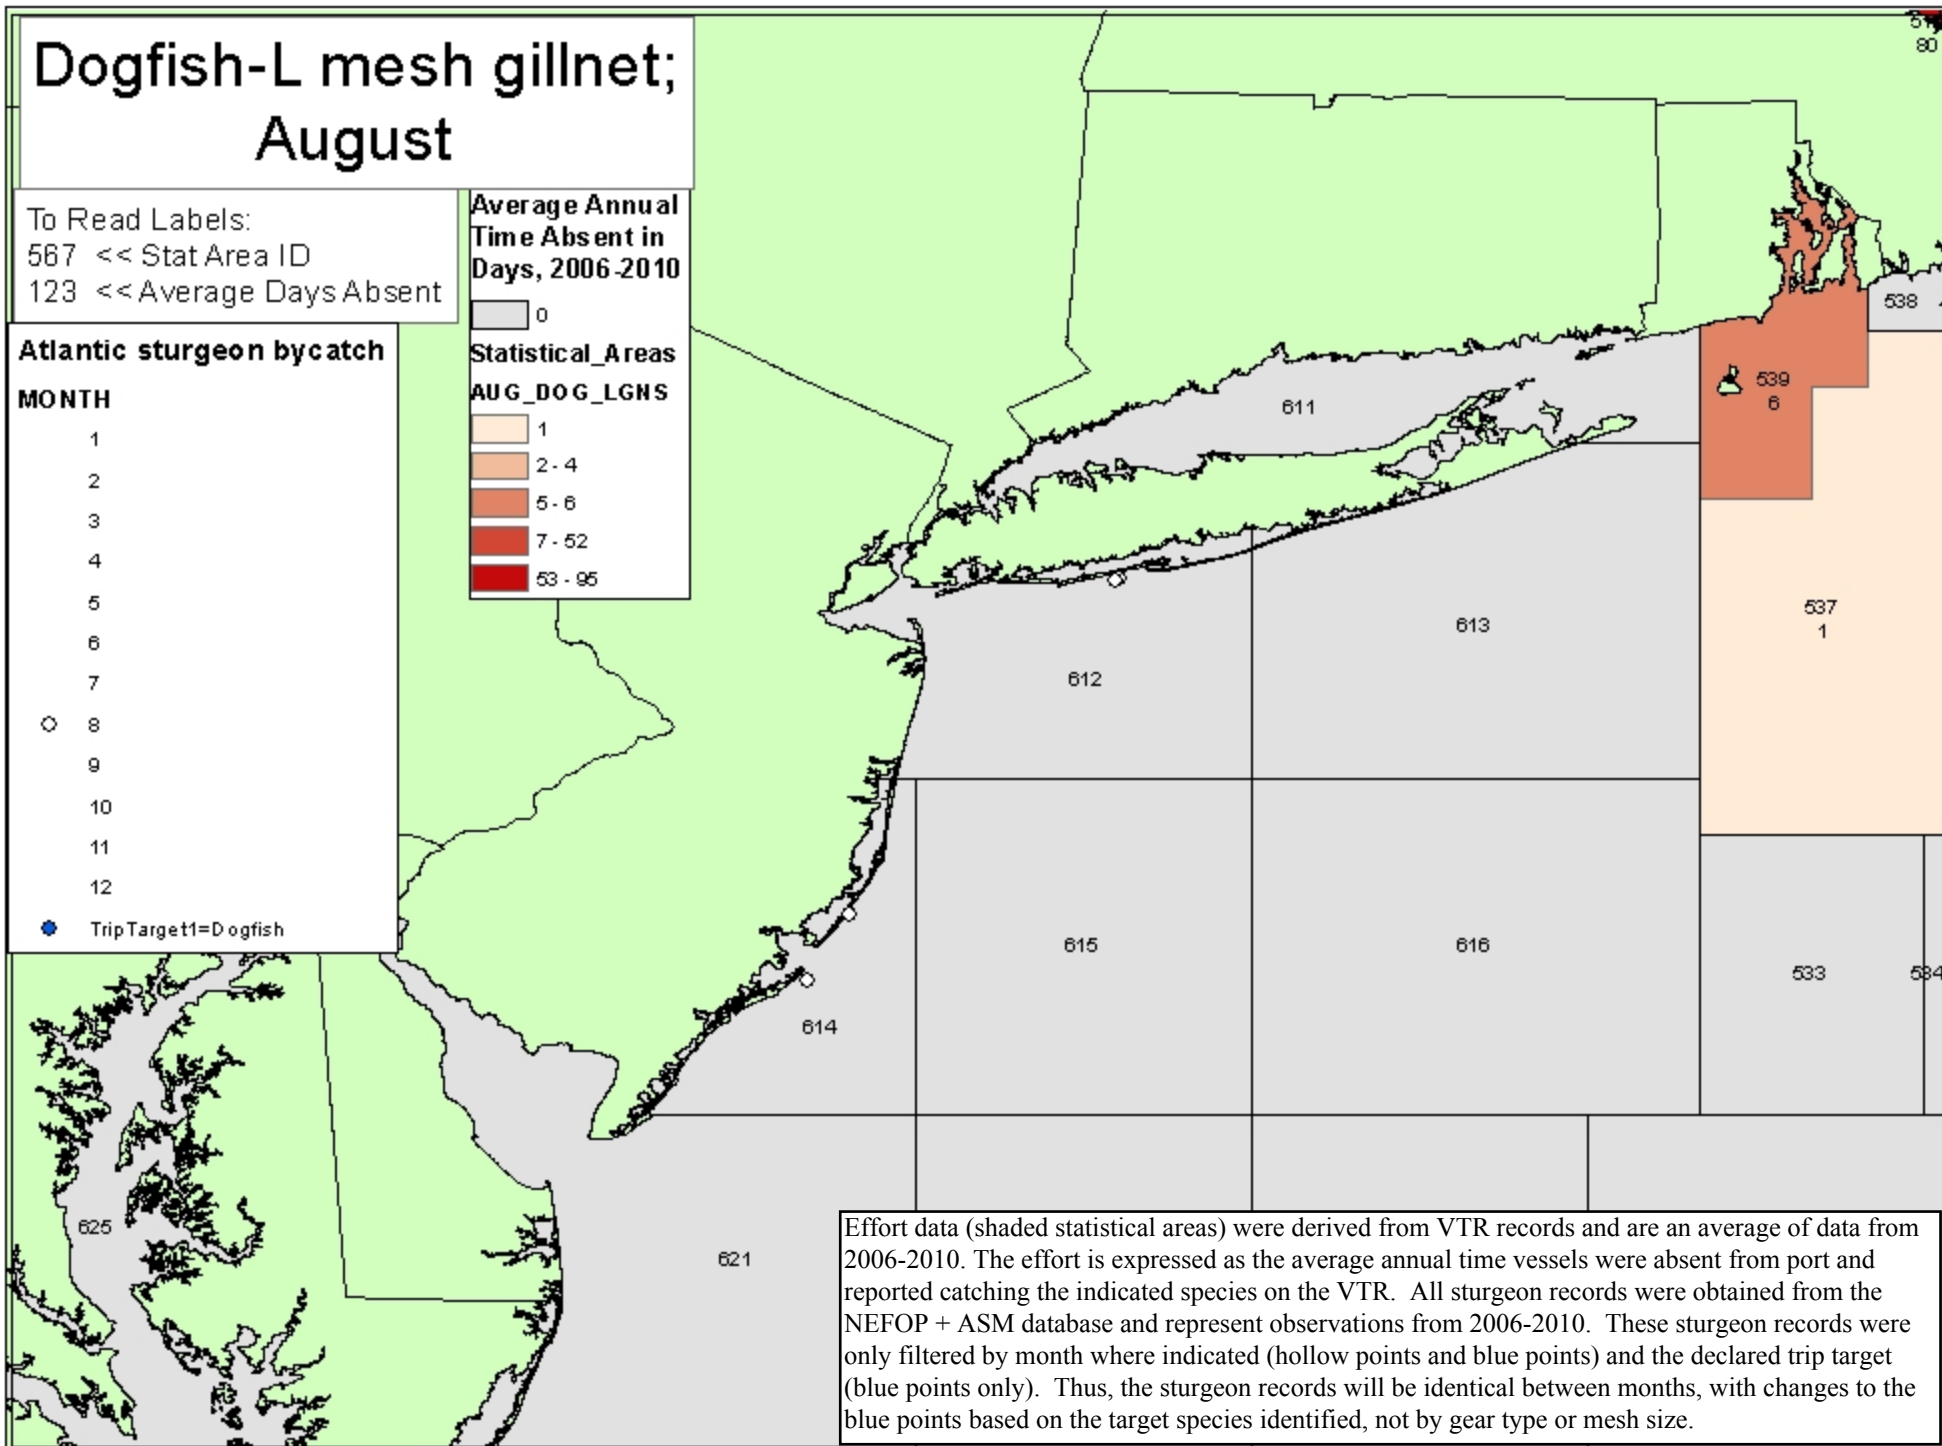 Dogfish-L mesh gillnet;
August
To Read Labels:
567 << Stat Area ID
123 << Average Days Absent
Average Annual
Time Absent in
Days, 2006-2010
0
Statistical_Areas
AUG_DOG_LGNS
1
2 - 4
5 - 6
7 - 52
53 - 95
Atlantic sturgeon bycatch
MONTH
1
2
3
4
5
6
7
8
9
10
11
12
TripTarget1=Dogfish
80
538
539
6
611
537
1
613
612
615
616
533
534
614
625
621
Effort data (shaded statistical areas) were derived from VTR records and are an average of data from
2006-2010. The effort is expressed as the average annual time vessels were absent from port and
reported catching the indicated species on the VTR. All sturgeon records were obtained from the
NEFOP + ASM database and represent observations from 2006-2010. These sturgeon records were
only filtered by month where indicated (hollow points and blue points) and the declared trip target
(blue points only). Thus, the sturgeon records will be identical between months, with changes to the
blue points based on the target species identified, not by gear type or mesh size.